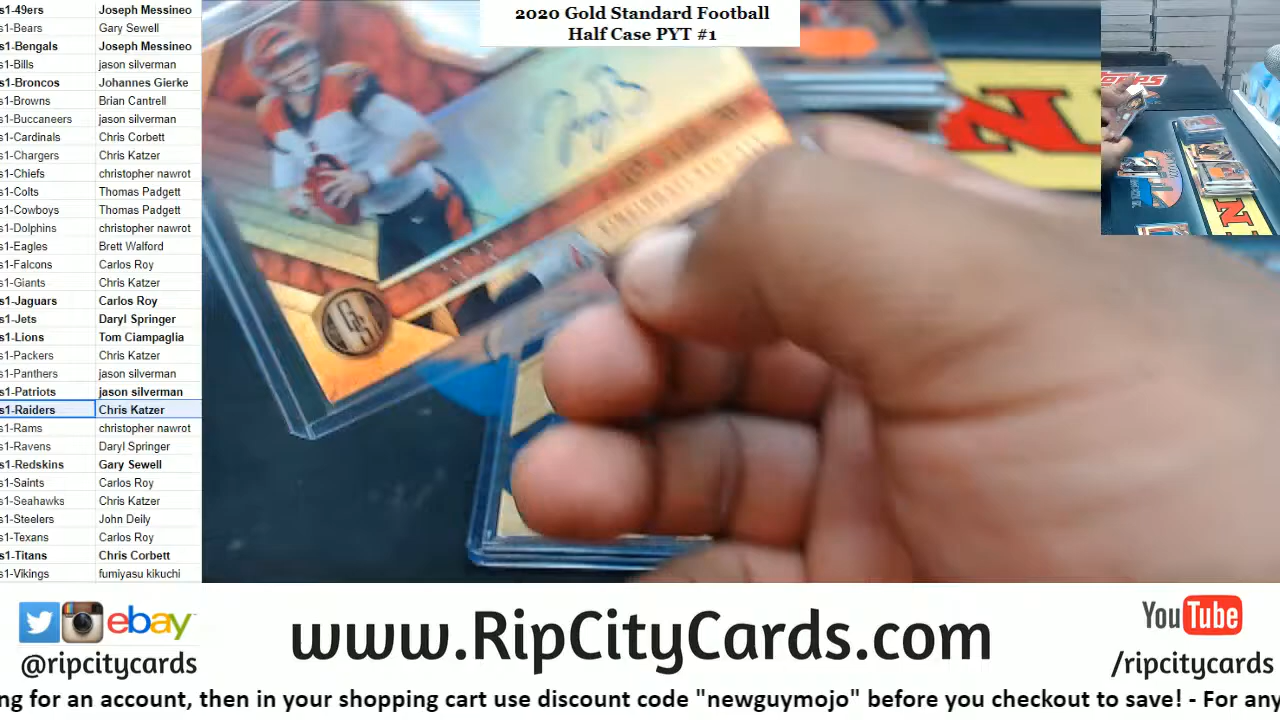 s1-49ers Joseph Messineo
s1-Bears Gary Sewell
s1-Bengals Joseph Messineo
s1-Bills jason silverman
s1-Broncos Johannes Gierke
s1-Browns Brian Cantrell
s1-Buccaneers jason silverman
s1-Cardinals Chris Corbett
s1-Chargers Chris Katzer
s1-Chiefs christopher nawrot
s1-Colts Thomas Padgett
s1-Cowboys Thomas Padgett
s1-Dolphins christopher nawrot
s1-Eagles Brett Walford
s1-Falcons Carlos Roy
s1-Giants Chris Katzer
s1-Jaguars Carlos Roy
s1-Jets Daryl Springer
s1-Lions Tom Ciampaglia
s1-Packers Chris Katzer
s1-Panthers jason silverman
s1-Patriots jason silverman
s1-Raiders Chris Katzer
s1-Rams christopher nawrot
s1-Ravens Daryl Springer
s1-Redskins Gary Sewell
s1-Saints Carlos Roy
s1-Seahawks Chris Katzer
s1-Steelers John Deily
s1-Texans Carlos Roy
s1-Titans Chris Corbett
s1-Vikings fumiyasu kikuchi
2020 Gold Standard Football
Half Case PYT #1
ebay
@ripcitycards
www.RipCityCards.com
YouTube
/ripcitycards
ng for an account, then in your shopping cart use discount code "newguymojo" before you checkout to save! - For any